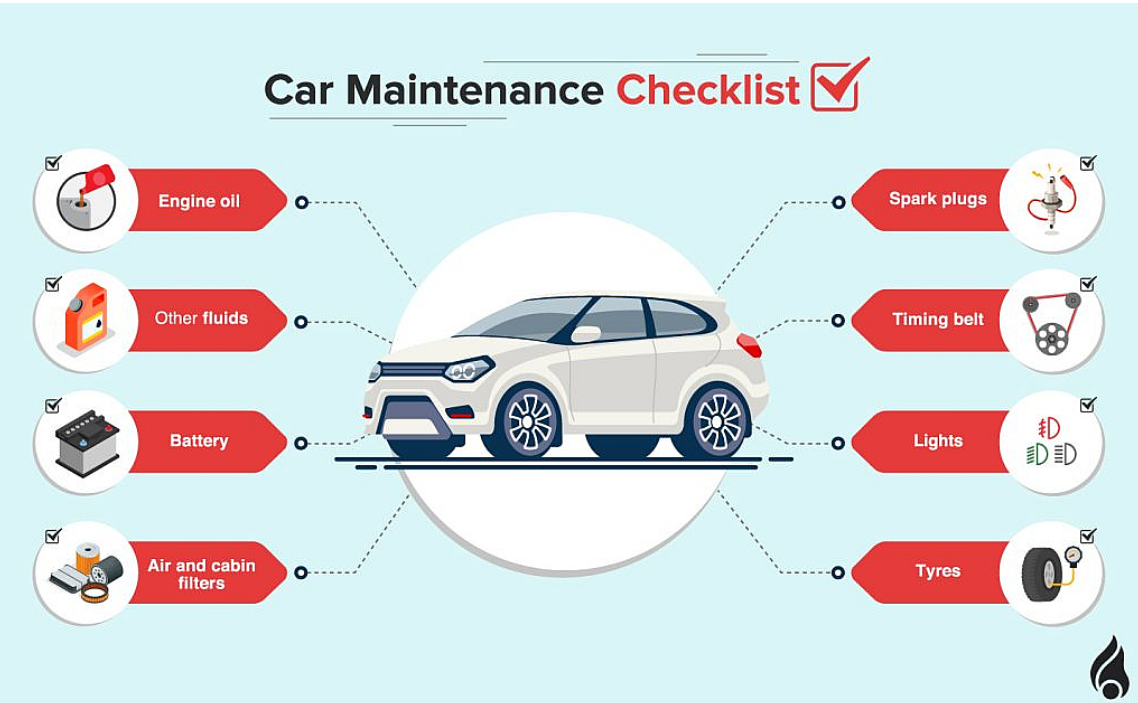 Car Maintenance Checklist
Engine oil
Other fluids
Battery
Air and cabin
filters
Spark plugs
Timing belt
Lights
Tyres